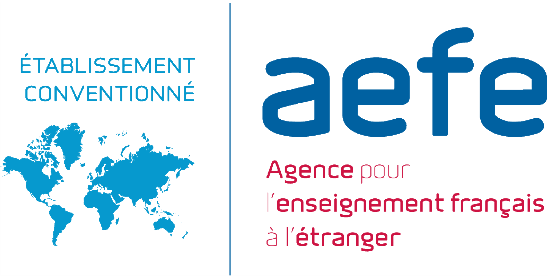 ÉTABLISSEMENT
CONVENTIONNÉ
aefe
Agence pour
l'enseignement français
à l'étranger